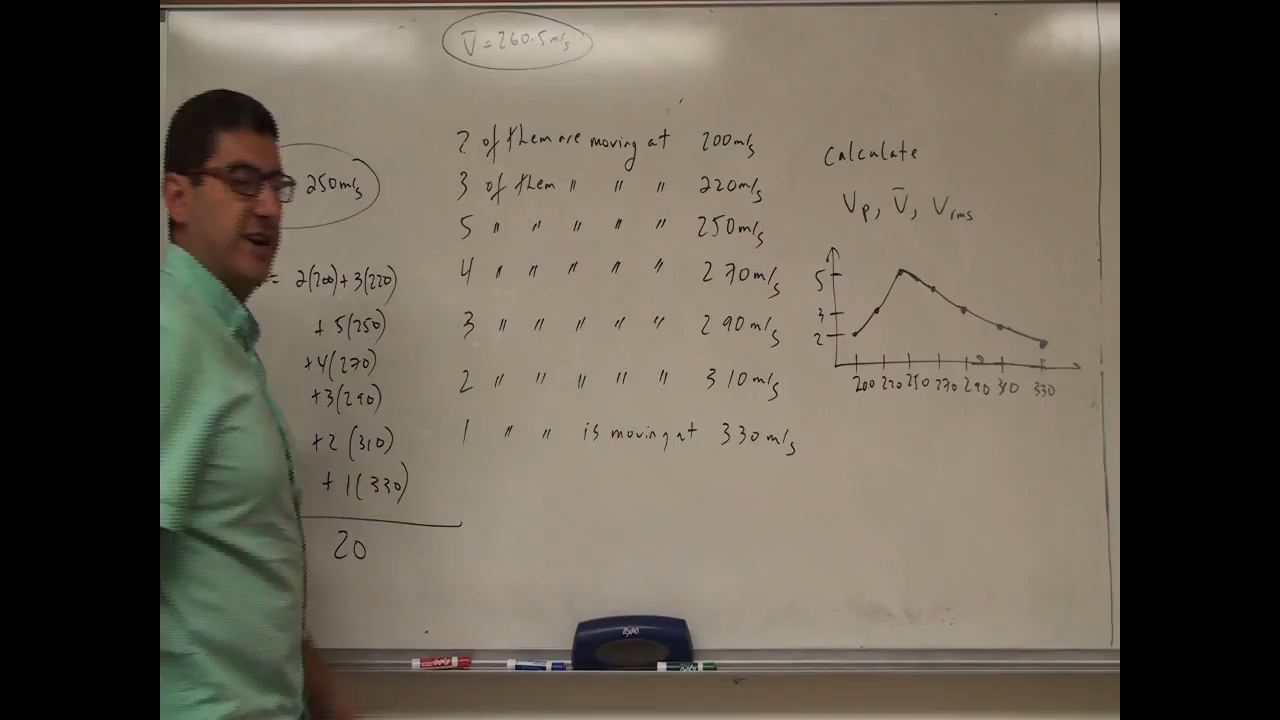 V̄ = 260.5 m/s
250 m/s
= 2(200) + 3(220)
+ 5(250)
+4(270)
+3(290)
+2 (310)
+ 1(330)
20
2 of them are moving at 200 m/s
3 of them " " " 220 m/s
5 " " " " " 250 m/s
4 " " " " " 270 m/s
3 " " " " " 290 m/s
2 " " " " " 310 m/s
1 " " is moving at 330 m/s
Calculate
Vp, V̄, Vrms
5
3
2
200 220 250 270 290 310 330
EXPO